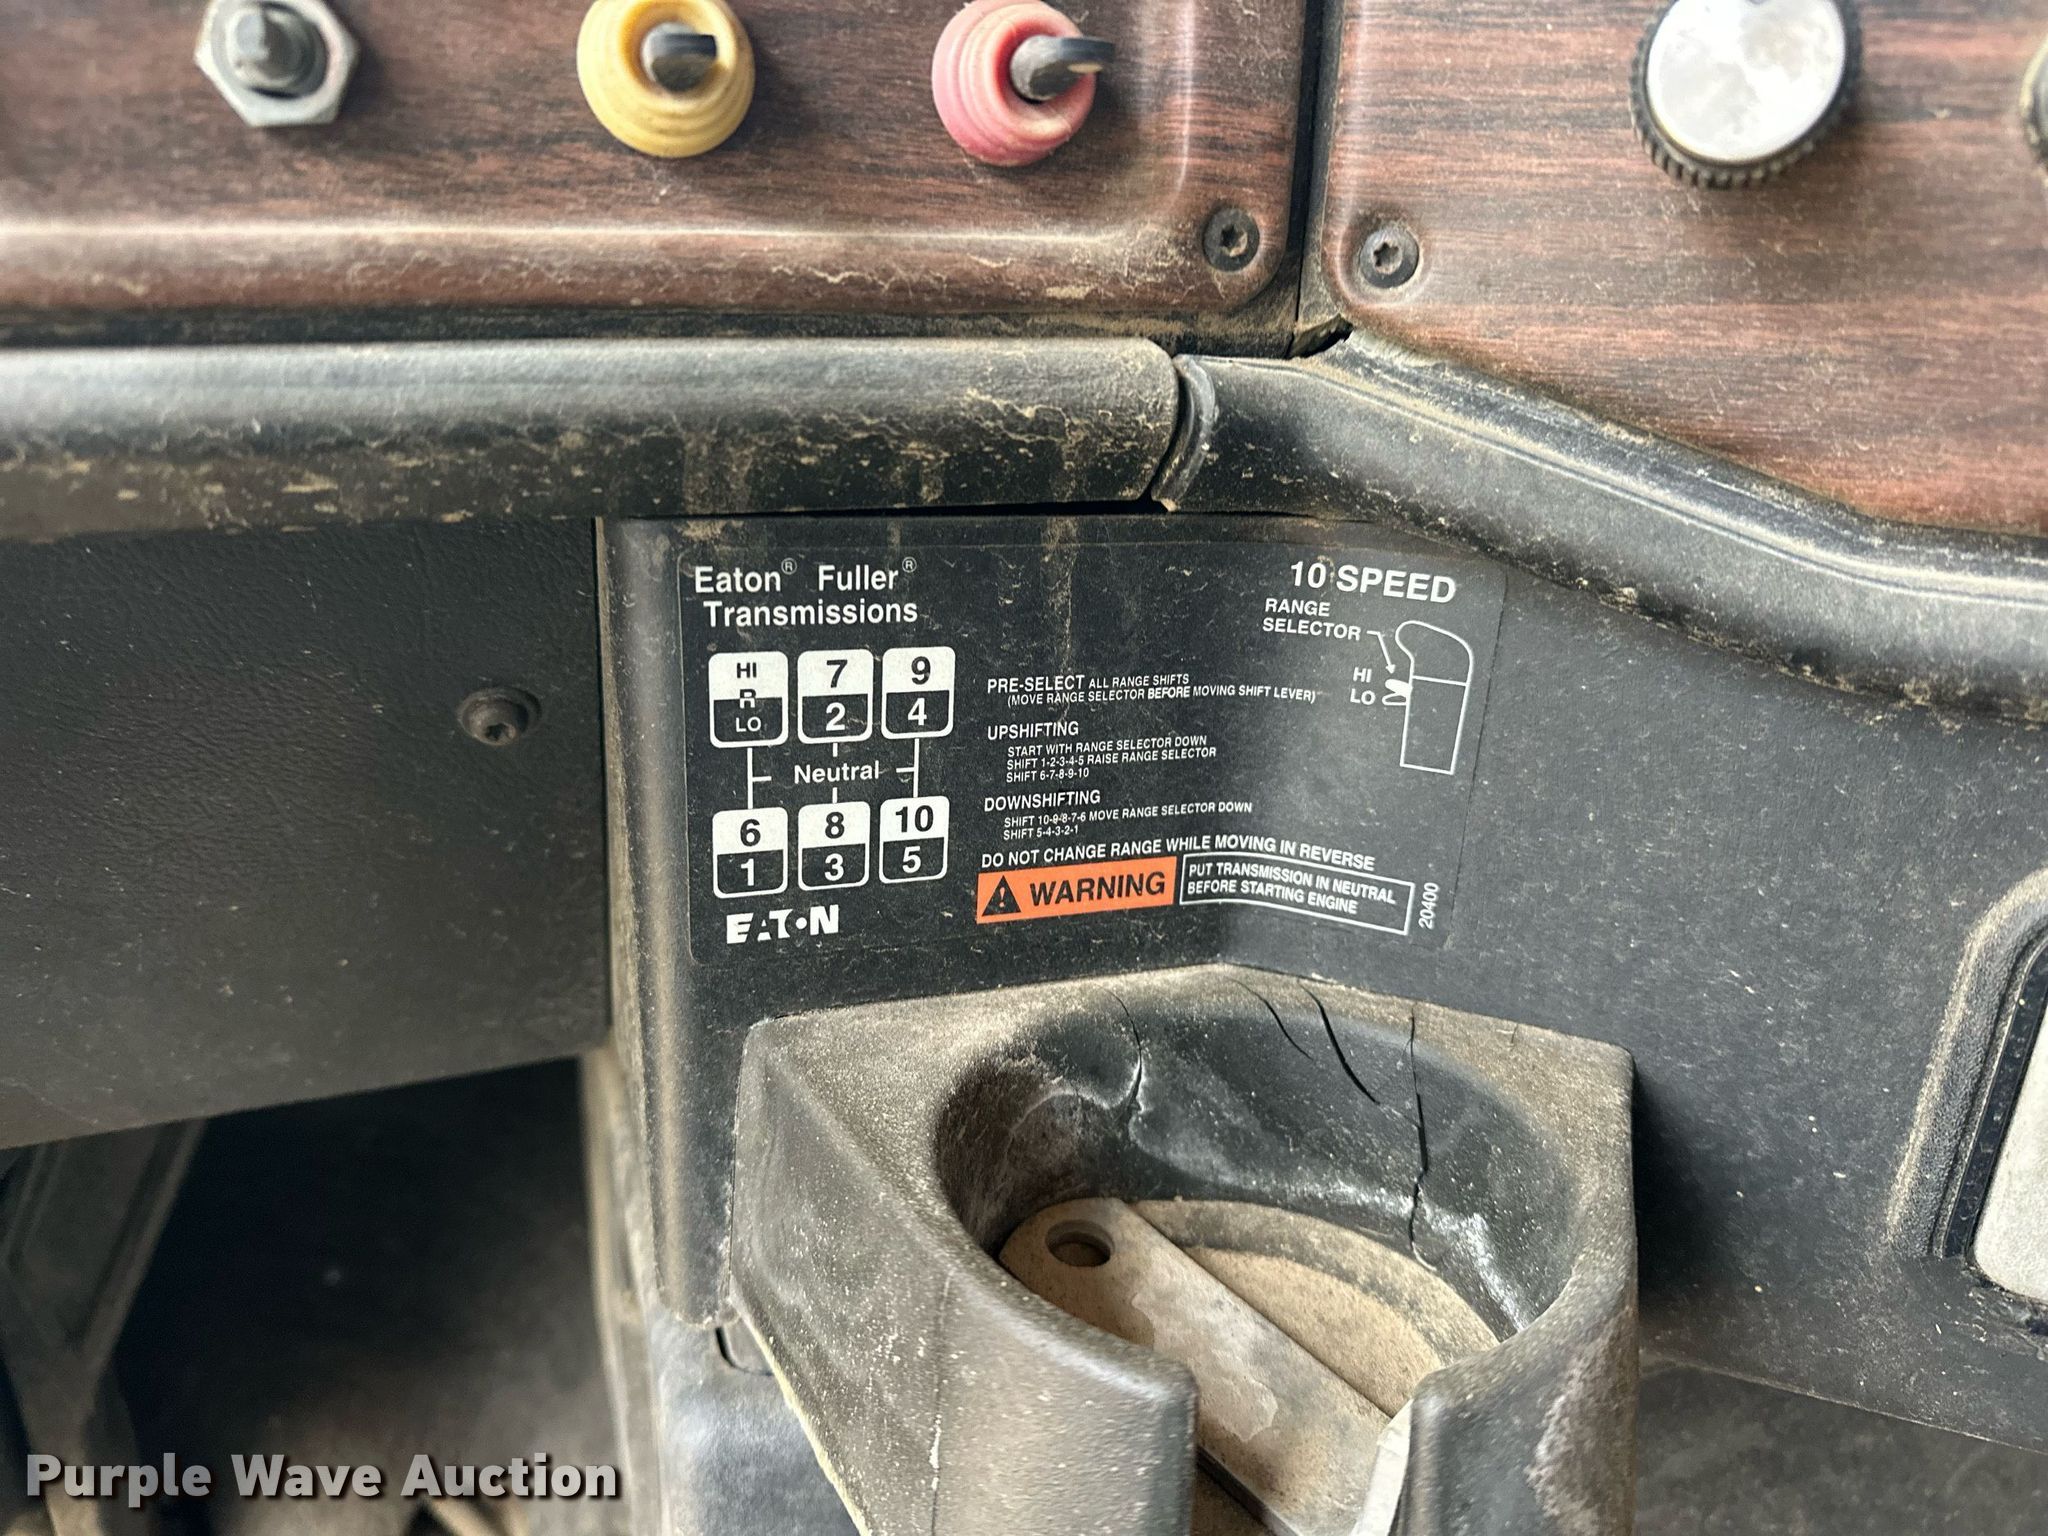 Eaton® Fuller®
Transmissions
10 SPEED
RANGE
SELECTOR
HI
LO
HI
R
LO
7
2
9
4
Neutral
6
1
8
3
10
5
EATON
PRE-SELECT ALL RANGE SHIFTS
(MOVE RANGE SELECTOR BEFORE MOVING SHIFT LEVER)
UPSHIFTING
START WITH RANGE SELECTOR DOWN
SHIFT 1-2-3-4-5 RAISE RANGE SELECTOR
SHIFT 6-7-8-9-10
DOWNSHIFTING
SHIFT 10-9-8-7-6 MOVE RANGE SELECTOR DOWN
SHIFT 5-4-3-2-1
DO NOT CHANGE RANGE WHILE MOVING IN REVERSE
WARNING
PUT TRANSMISSION IN NEUTRAL
BEFORE STARTING ENGINE
20400
Purple Wave Auction